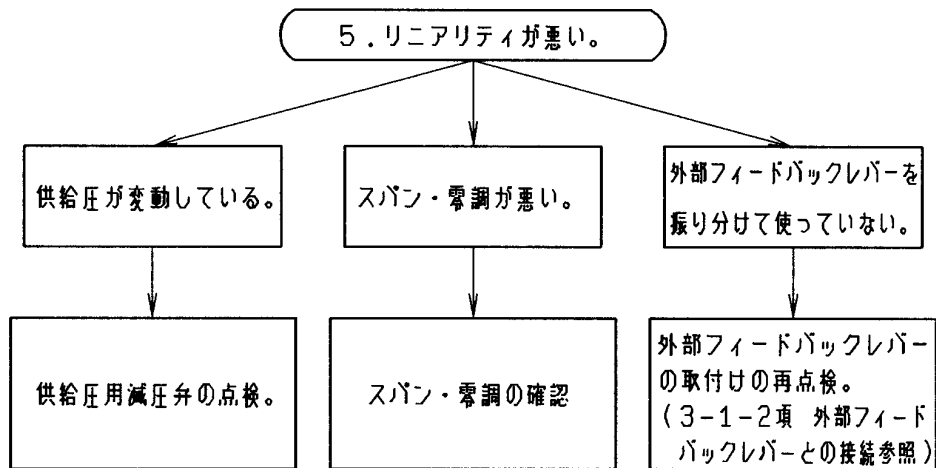 5.リニアリティが悪い。
供給圧が変動している。
スパン・零調が悪い。
外部フィードバックレバーを
振り分けて使っていない。
供給圧用減圧弁の点検。
スパン・零調の確認
外部フィードバックレバー
の取付けの再点検。
(3-1-2項 外部フィード
バックレバーとの接続参照)